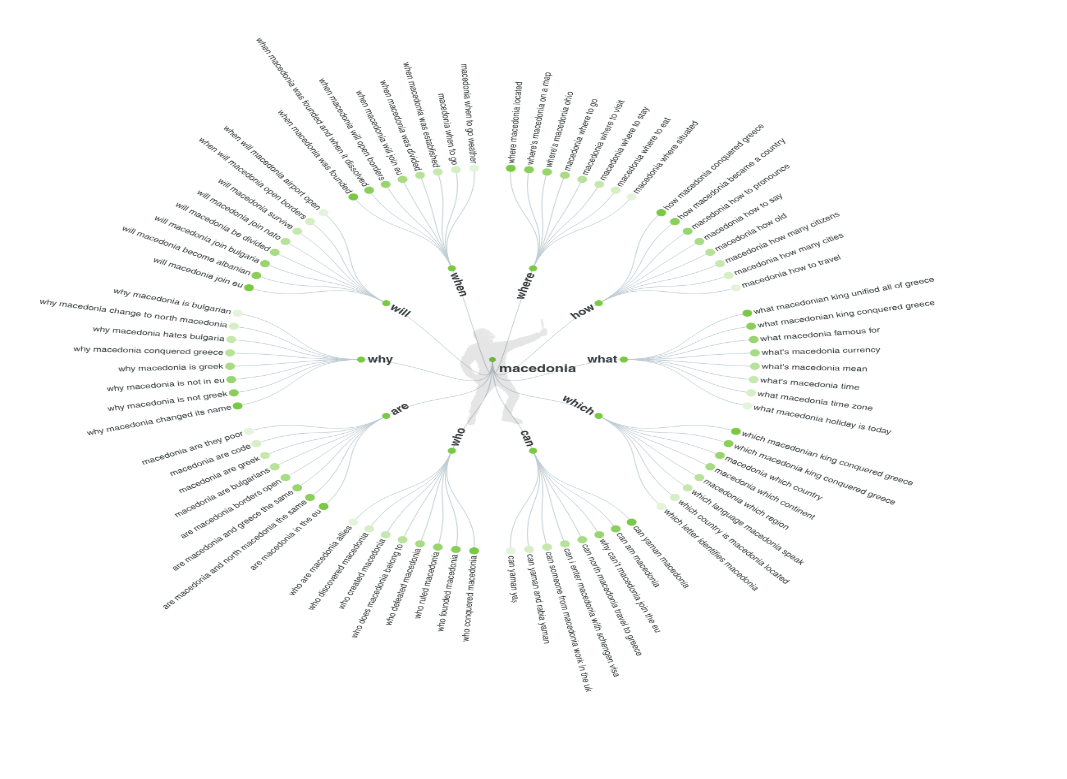 macedonia
when
when macedonia was founded
when macedonia was founded and when it dissolved
when macedonia will open borders
when macedonia will join eu
when macedonia was divided
when macedonia was established
macedonia when to go
macedonia when to go weather
where
where macedonia located
where's macedonia on a map
where's macedonia ohio
macedonia where to go
macedonia where to visit
macedonia where to stay
macedonia where to eat
macedonia where situated
how
how macedonia conquered greece
how macedonia became a country
macedonia how to pronounce
macedonia how to say
macedonia how old
macedonia how many citizens
macedonia how many cities
macedonia how to travel
what
what macedonian king unified all of greece
what macedonian king conquered greece
what macedonia famous for
what's macedonia currency
what's macedonia mean
what's macedonia time
what macedonia time zone
what macedonia holiday is today
which
which macedonian king conquered greece
which macedonia king conquered greece
macedonia which country
macedonia which continent
macedonia which region
which language macedonia speak
which country is macedonia located
which letter identifies macedonia
can
can yaman macedonia
can am macedonia
why can't macedonia join the eu
can north macedonia travel to greece
can i enter macedonia with schengen visa
can someone from macedonia work in the uk
can yaman and rabia yaman
can yaman yaş
who
who conquered macedonia
who founded macedonia
who ruled macedonia
who defeated macedonia
who does macedonia belong to
who created macedonia
who discovered macedonia
who are macedonia allies
are
are macedonia in the eu
are macedonia and north macedonia the same
are macedonia and greece the same
are macedonia borders open
macedonia are bulgarians
macedonia are greek
macedonia are code
macedonia are they poor
why
why macedonia changed its name
why macedonia is not greek
why macedonia is not in eu
why macedonia is greek
why macedonia conquered greece
why macedonia hates bulgaria
why macedonia change to north macedonia
why macedonia is bulgarian
will
will macedonia join eu
will macedonia become albanian
will macedonia join bulgaria
will macedonia be divided
will macedonia join nato
will macedonia survive
when will macedonia open borders
when will macedonia airport open